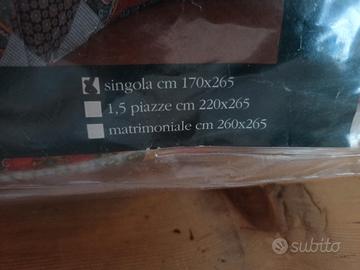 singola cm 170x265
1,5 piazze cm 220x265
matrimoniale cm 260x265
subito